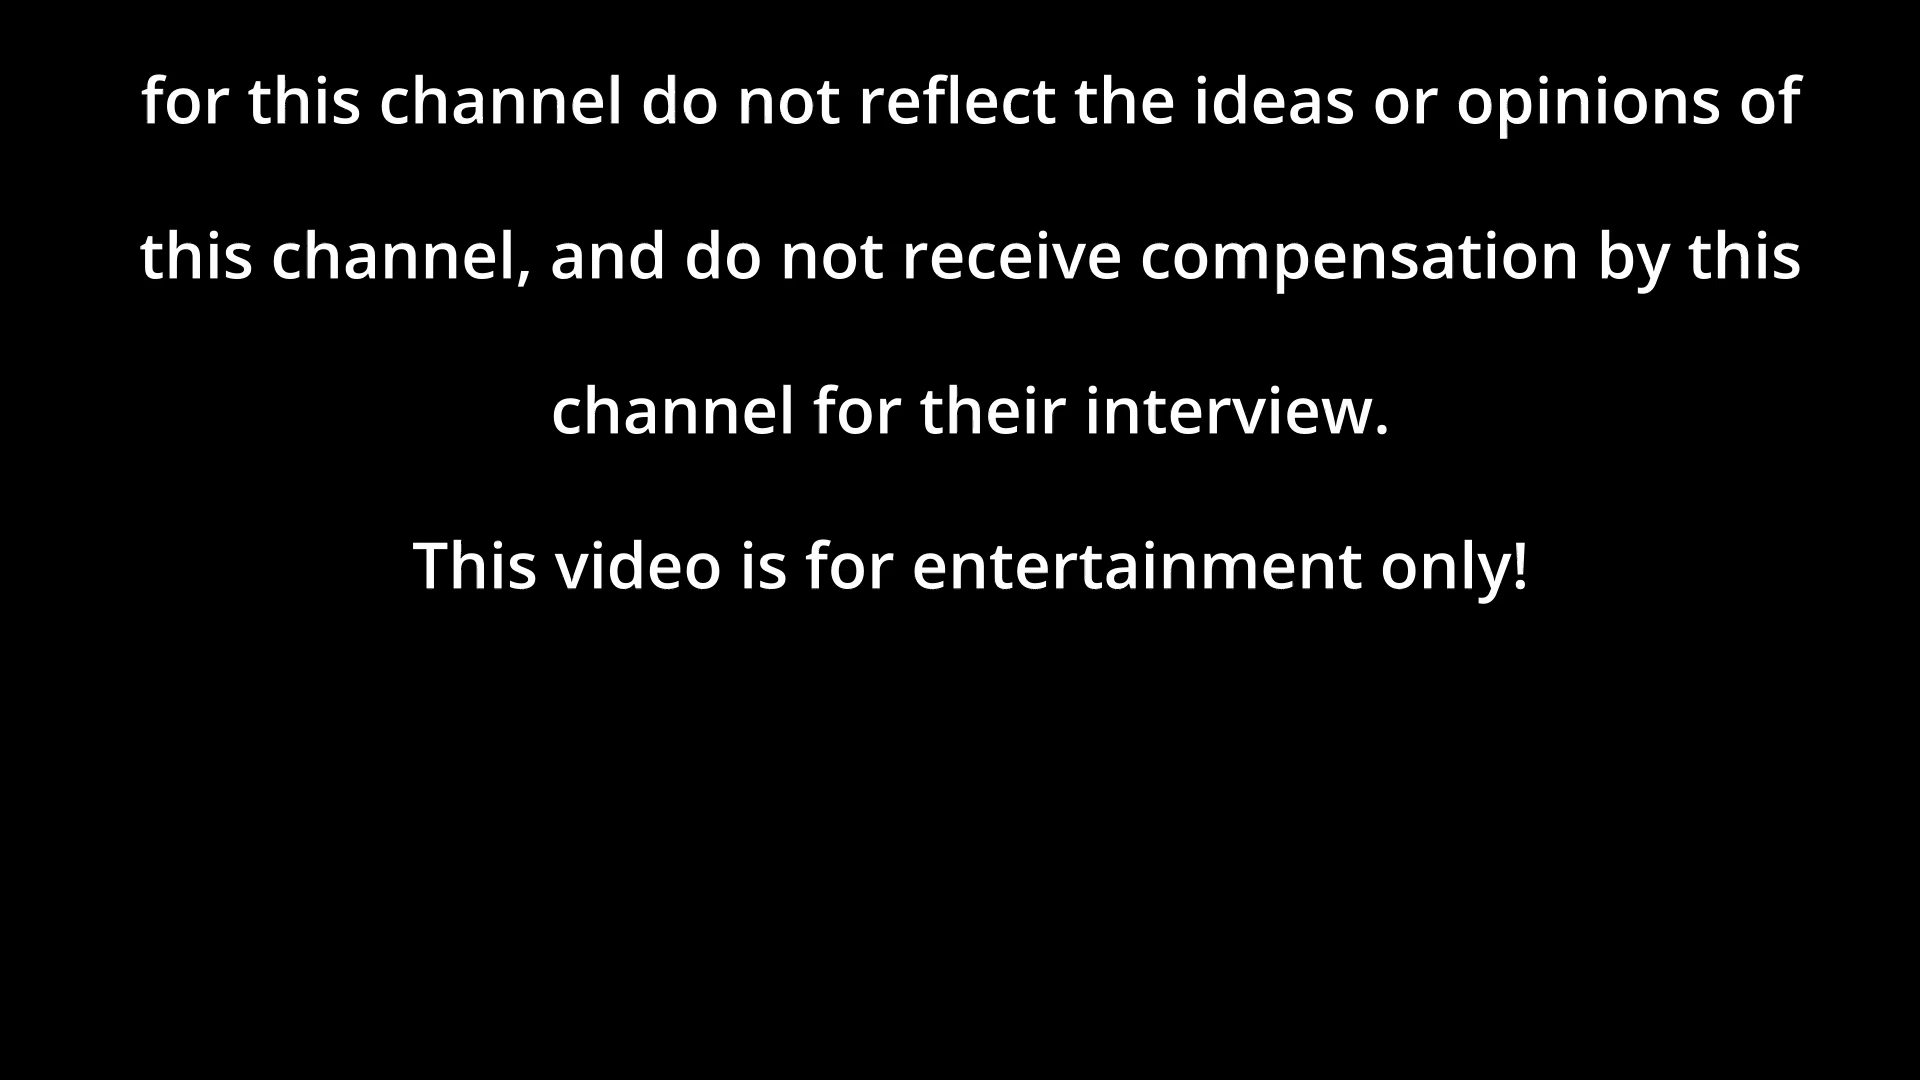 for this channel do not reflect the ideas or opinions of
this channel, and do not receive compensation by this
channel for their interview.
This video is for entertainment only!